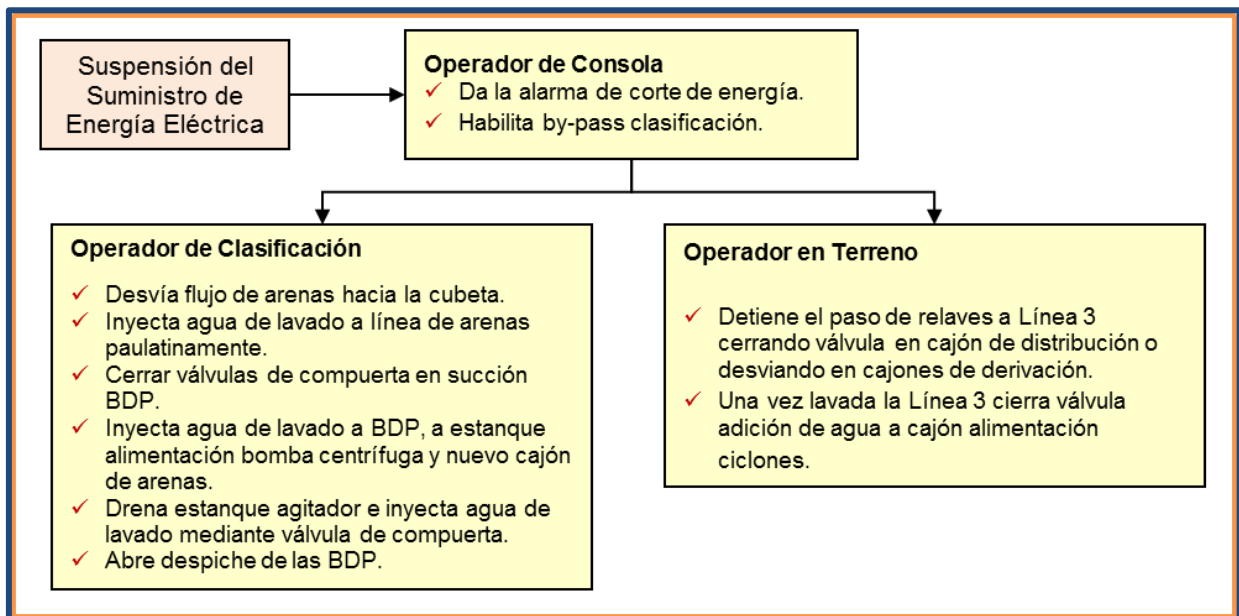 Suspensión del
Suministro de
Energía Eléctrica
Operador de Consola
✓ Da la alarma de corte de energía.
✓ Habilita by-pass clasificación.
Operador de Clasificación
✓ Desvía flujo de arenas hacia la cubeta.
✓ Inyecta agua de lavado a línea de arenas
paulatinamente.
✓ Cerrar válvulas de compuerta en succión
BDP.
✓ Inyecta agua de lavado a BDP, a estanque
alimentación bomba centrífuga y nuevo cajón
de arenas.
✓ Drena estanque agitador e inyecta agua de
lavado mediante válvula de compuerta.
✓ Abre despiche de las BDP.
Operador en Terreno
✓ Detiene el paso de relaves a Línea 3
cerrando válvula en cajón de distribución o
desviando en cajones de derivación.
✓ Una vez lavada la Línea 3 cierra válvula
adición de agua a cajón alimentación
ciclones.